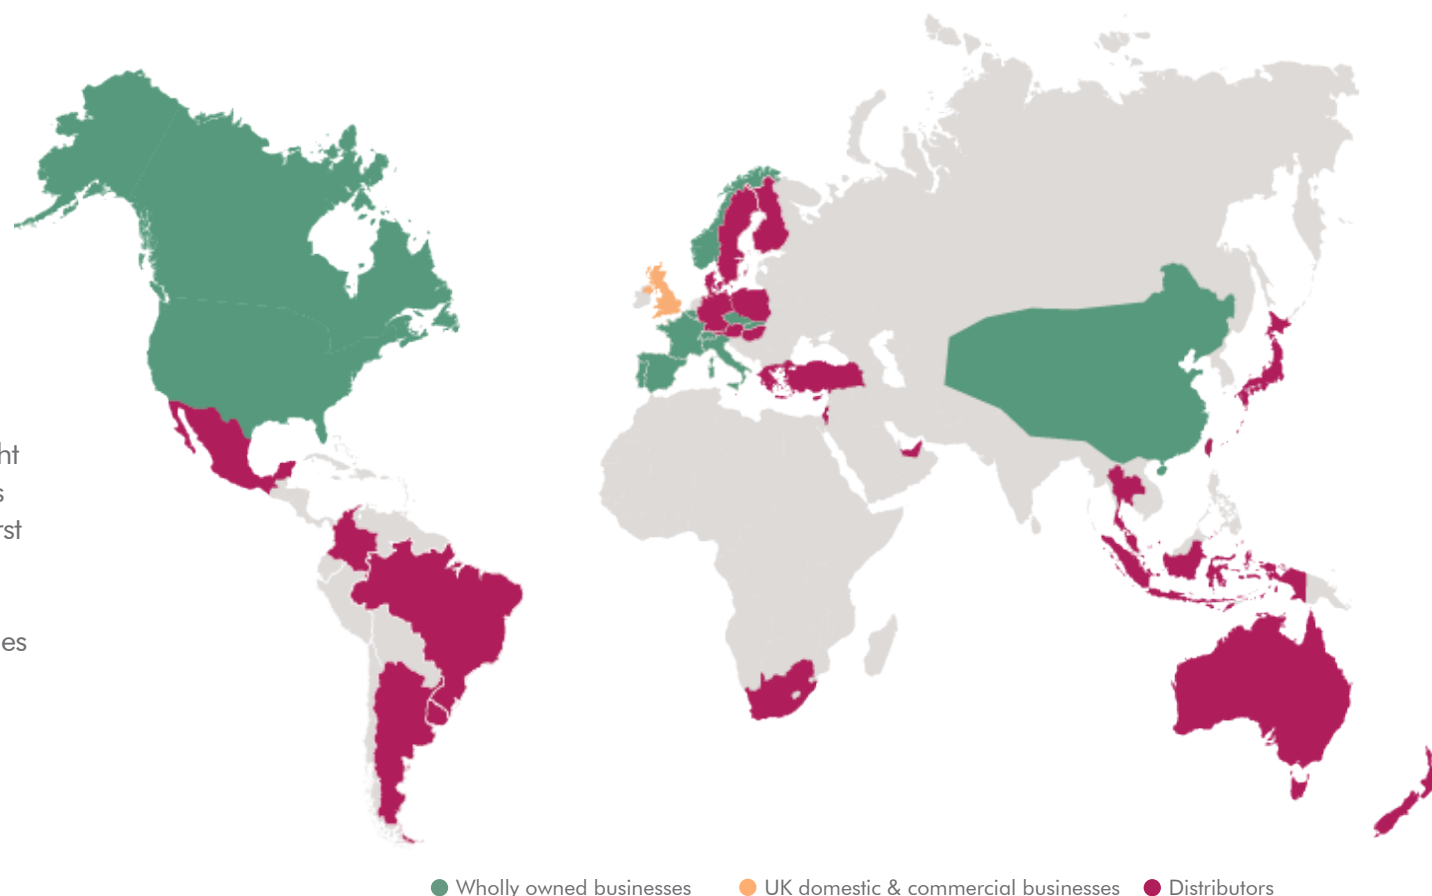 ht
s
rst
es
Wholly owned businesses
UK domestic & commercial businesses
Distributors